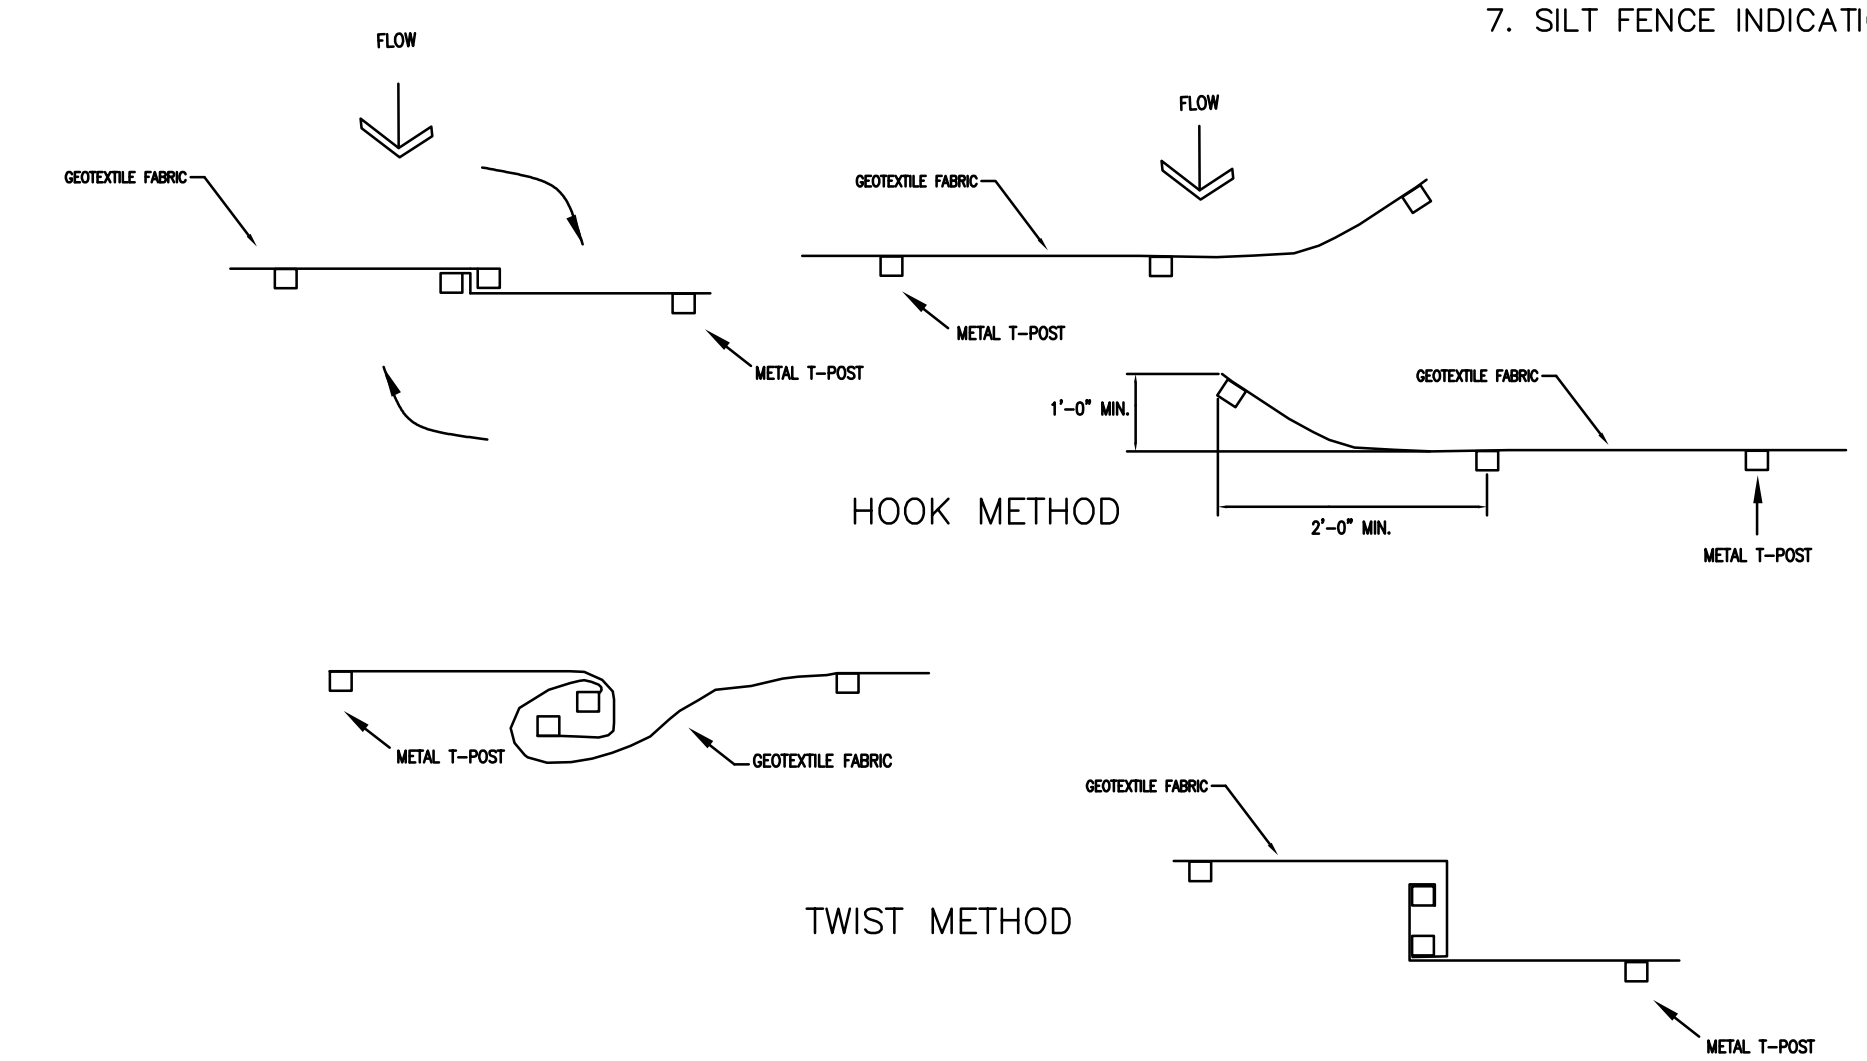 7. SILT FENCE INDICATI
FLOW
FLOW
GEOTEXTILE FABRIC
GEOTEXTILE FABRIC
METAL T-POST
METAL T-POST
GEOTEXTILE FABRIC
1'-0" MIN.
HOOK METHOD
2'-0" MIN.
METAL T-POST
METAL T-POST
GEOTEXTILE FABRIC
GEOTEXTILE FABRIC
TWIST METHOD
METAL T-POST